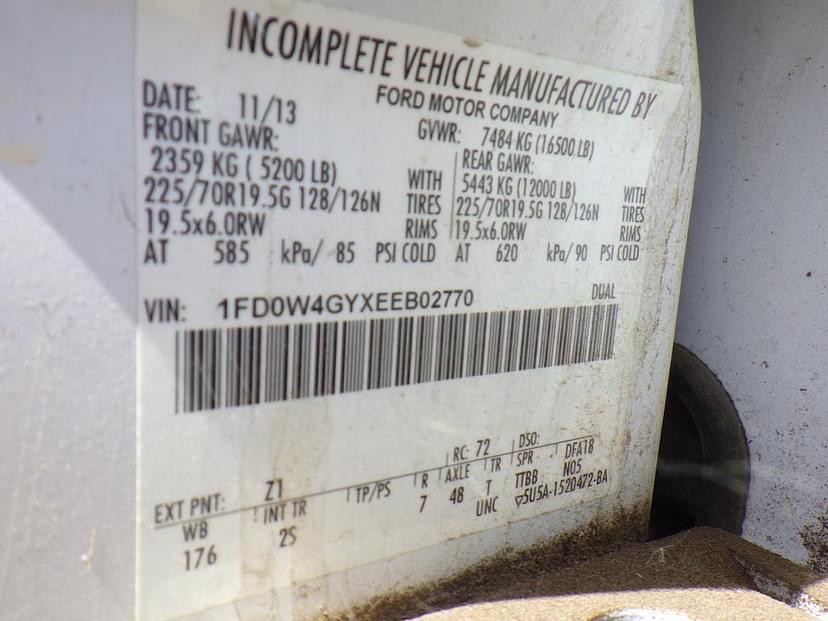 INCOMPLETE VEHICLE MANUFACTURED BY
FORD MOTOR COMPANY
DATE: 11/13
GVWR: 7484 KG (16500 LB)
FRONT GAWR:
REAR GAWR:
2359 KG ( 5200 LB) WITH
5443 KG (12000 LB) WITH
225/70R19.5G 128/126N TIRES
225/70R19.5G 128/126N TIRES
19.5x6.0RW RIMS
19.5x6.0RW RIMS
AT 585 kPa/ 85 PSI COLD
AT 620 kPa/ 90 PSI COLD
VIN: 1FD0W4GYXEEB02770
DUAL
EXT PNT: Z1 RC: 72 DSO:
WB INT TR TP/PS R AXLE TR SPR DFA18
176 2S 7 48 T TTBB N05
UNC ▽5U5A-1520472-BA